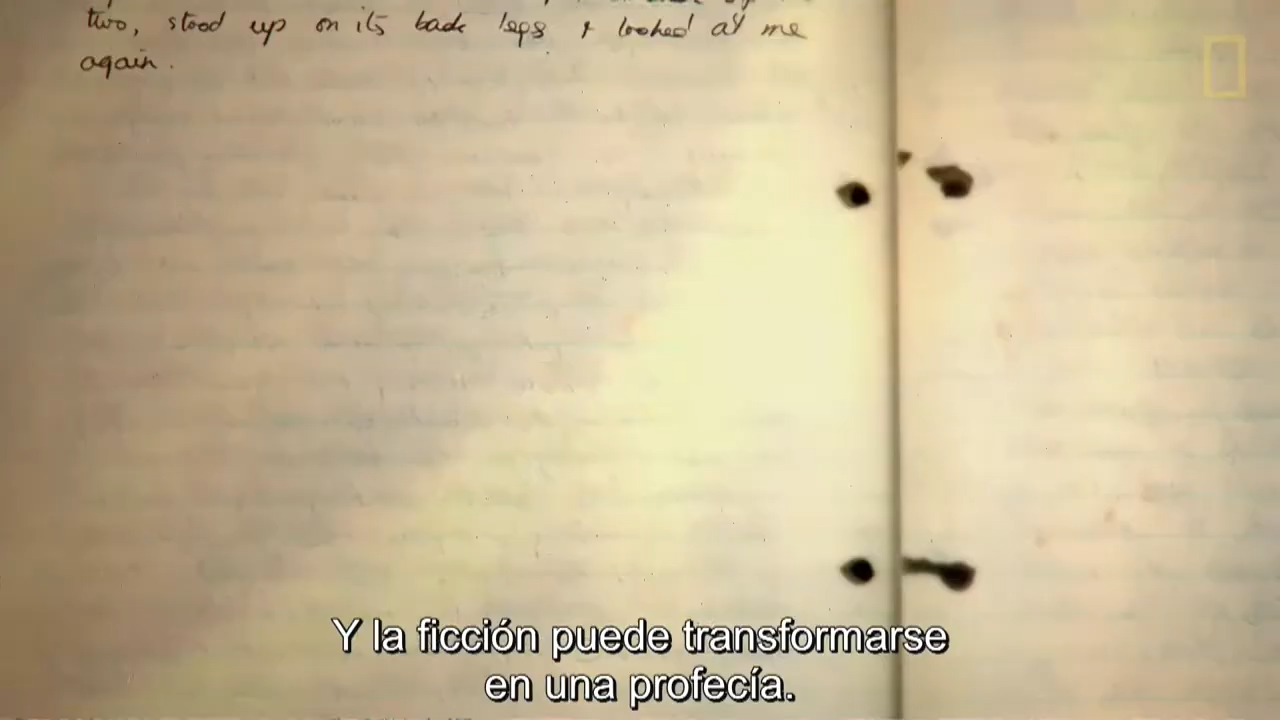 two, stood up on its back legs & looked at me
again.
Y la ficción puede transformarse
en una profecía.